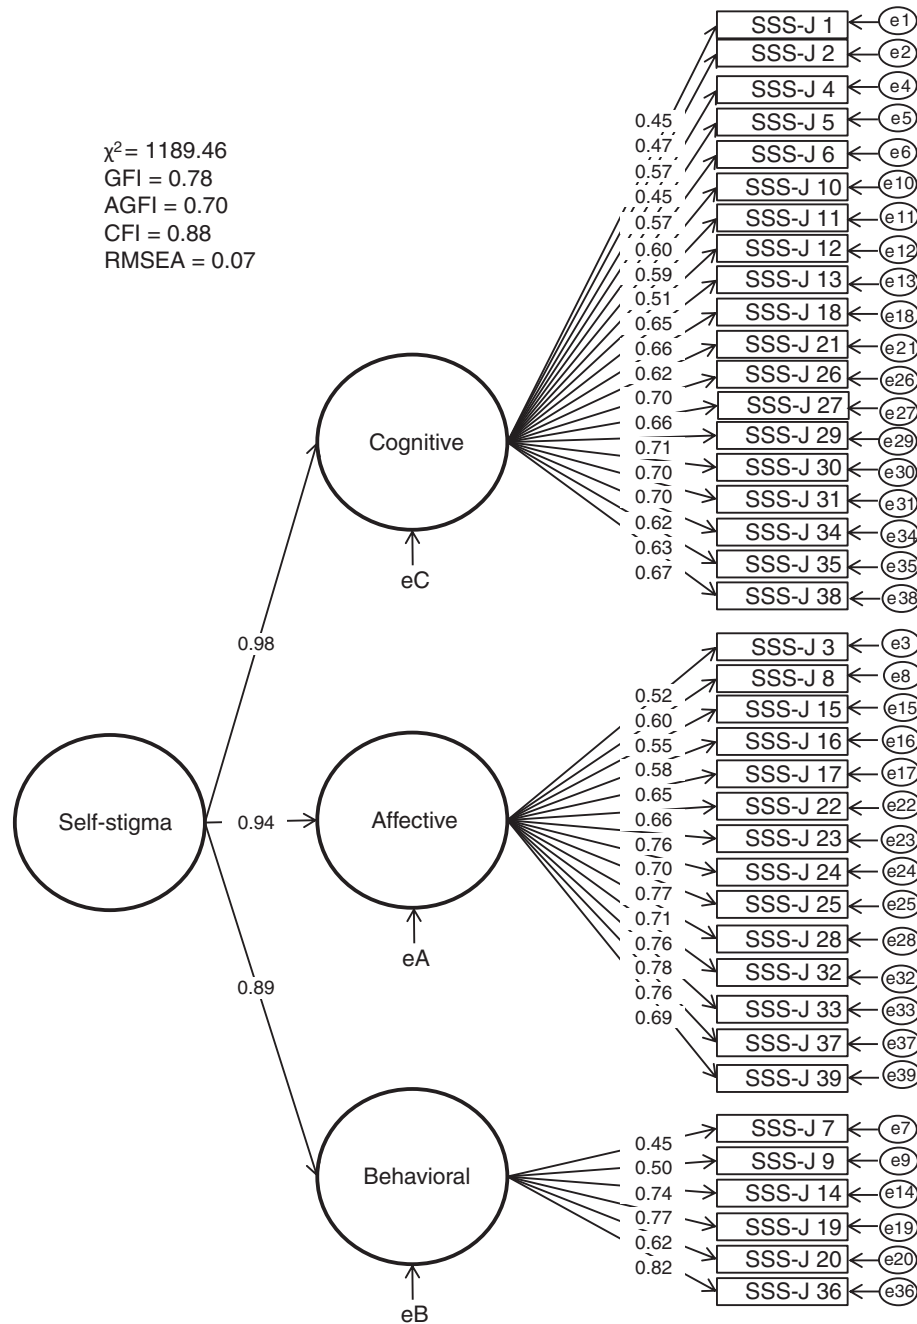 χ²= 1189.46
GFI = 0.78
AGFI = 0.70
CFI = 0.88
RMSEA = 0.07
Self-stigma
0.98
0.94
0.89
Cognitive
eC
Affective
eA
Behavioral
eB
0.45
0.47
0.57
0.45
0.57
0.60
0.59
0.51
0.65
0.66
0.62
0.70
0.66
0.71
0.70
0.70
0.62
0.63
0.67
SSS-J 1 e1
SSS-J 2 e2
SSS-J 4 e4
SSS-J 5 e5
SSS-J 6 e6
SSS-J 10 e10
SSS-J 11 e11
SSS-J 12 e12
SSS-J 13 e13
SSS-J 18 e18
SSS-J 21 e21
SSS-J 26 e26
SSS-J 27 e27
SSS-J 29 e29
SSS-J 30 e30
SSS-J 31 e31
SSS-J 34 e34
SSS-J 35 e35
SSS-J 38 e38
0.52
0.60
0.55
0.58
0.65
0.66
0.76
0.70
0.77
0.71
0.76
0.78
0.76
0.69
SSS-J 3 e3
SSS-J 8 e8
SSS-J 15 e15
SSS-J 16 e16
SSS-J 17 e17
SSS-J 22 e22
SSS-J 23 e23
SSS-J 24 e24
SSS-J 25 e25
SSS-J 28 e28
SSS-J 32 e32
SSS-J 33 e33
SSS-J 37 e37
SSS-J 39 e39
0.45
0.50
0.74
0.77
0.62
0.82
SSS-J 7 e7
SSS-J 9 e9
SSS-J 14 e14
SSS-J 19 e19
SSS-J 20 e20
SSS-J 36 e36